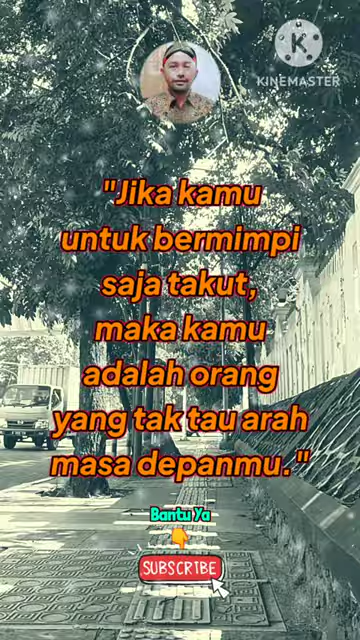 KINEMASTER
"Jika kamu
untuk bermimpi
saja takut,
maka kamu
adalah orang
yang tak tau arah
masa depanmu. "
Bantu Ya
SUBSCRIBE